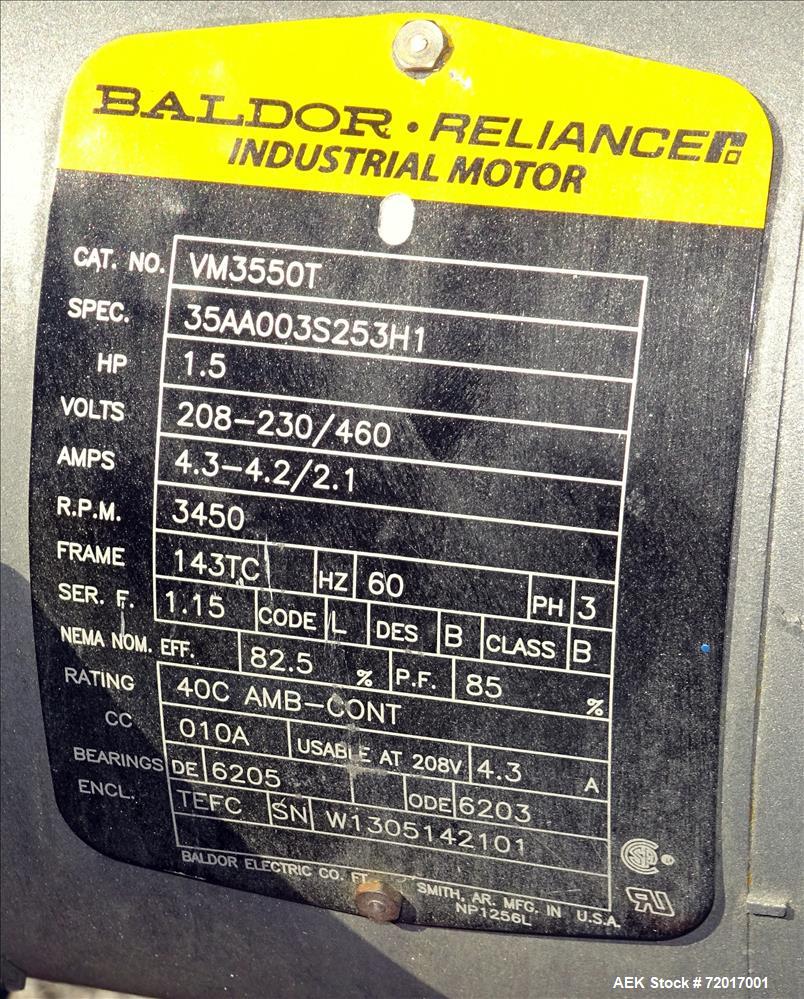 BALDOR • RELIANCER
INDUSTRIAL MOTOR
CAT. NO. VM3550T
SPEC. 35AA003S253H1
HP 1.5
VOLTS 208-230/460
AMPS 4.3-4.2/2.1
R.P.M. 3450
FRAME 143TC HZ 60 PH 3
SER. F. 1.15 CODE L DES B CLASS B
NEMA NOM. EFF. 82.5 % P.F. 85 %
RATING 40C AMB-CONT
CC 010A USABLE AT 208V 4.3 A
BEARINGS DE 6205 ODE 6203
ENCL. TEFC SN W1305142101
BALDOR ELECTRIC CO. FT. SMITH, AR. MFG. IN U.S.A.
NP1256L
AEK Stock # 72017001